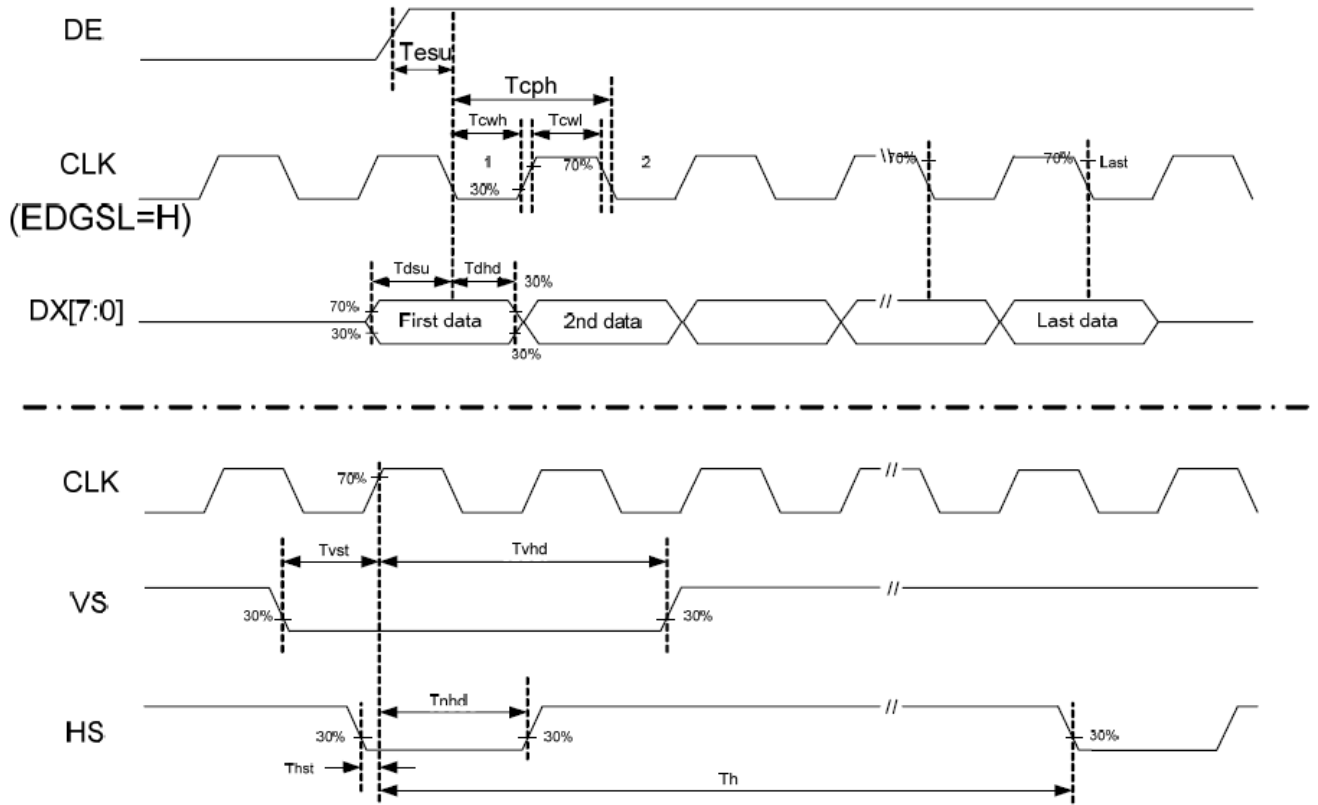 DE
Tesu
Tcph
Tcwh
Tcwl
CLK
1
70%
2
70%
70%
Last
30%
(EDGSL=H)
Tdsu
Tdhd
30%
DX[7:0]
70%
First data
2nd data
//
Last data
30%
30%
CLK
70%
//
Tvst
Tvhd
VS
30%
30%
//
Tphd
HS
30%
30%
//
30%
Thst
Th